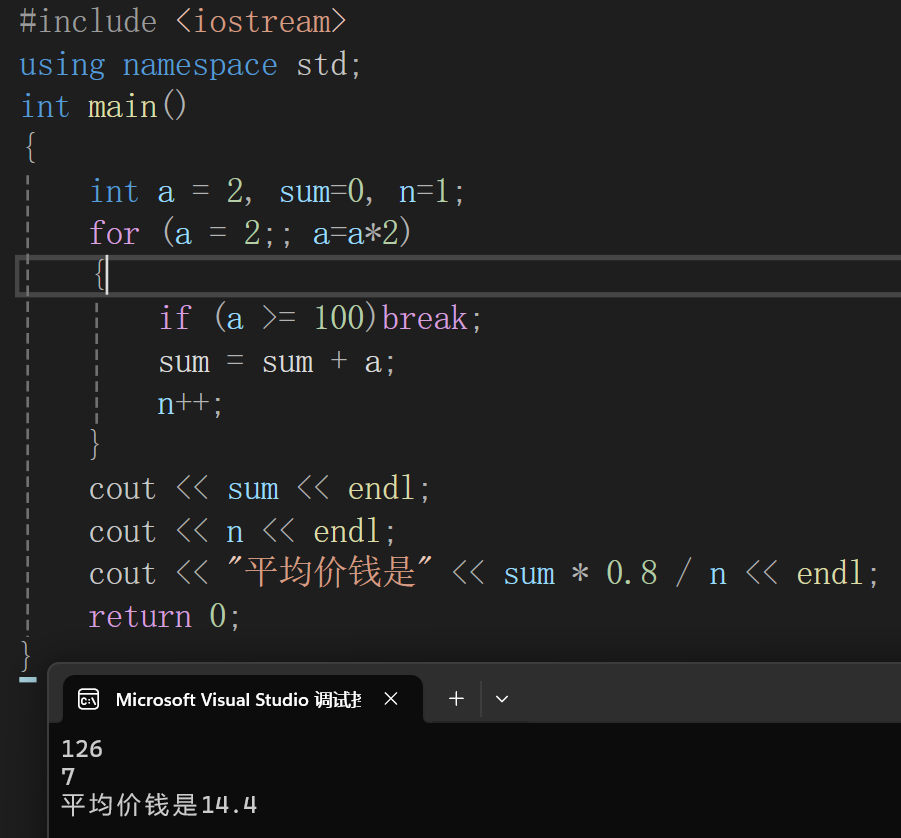 #include <iostream>
using namespace std;
int main()
{
int a = 2, sum=0, n=1;
for (a = 2;; a=a*2)
{
if (a >= 100)break;
sum = sum + a;
n++;
}
cout << sum << endl;
cout << n << endl;
cout << "平均价钱是" << sum * 0.8 / n << endl;
return 0;
}
Microsoft Visual Studio 调试
126
7
平均价钱是14.4